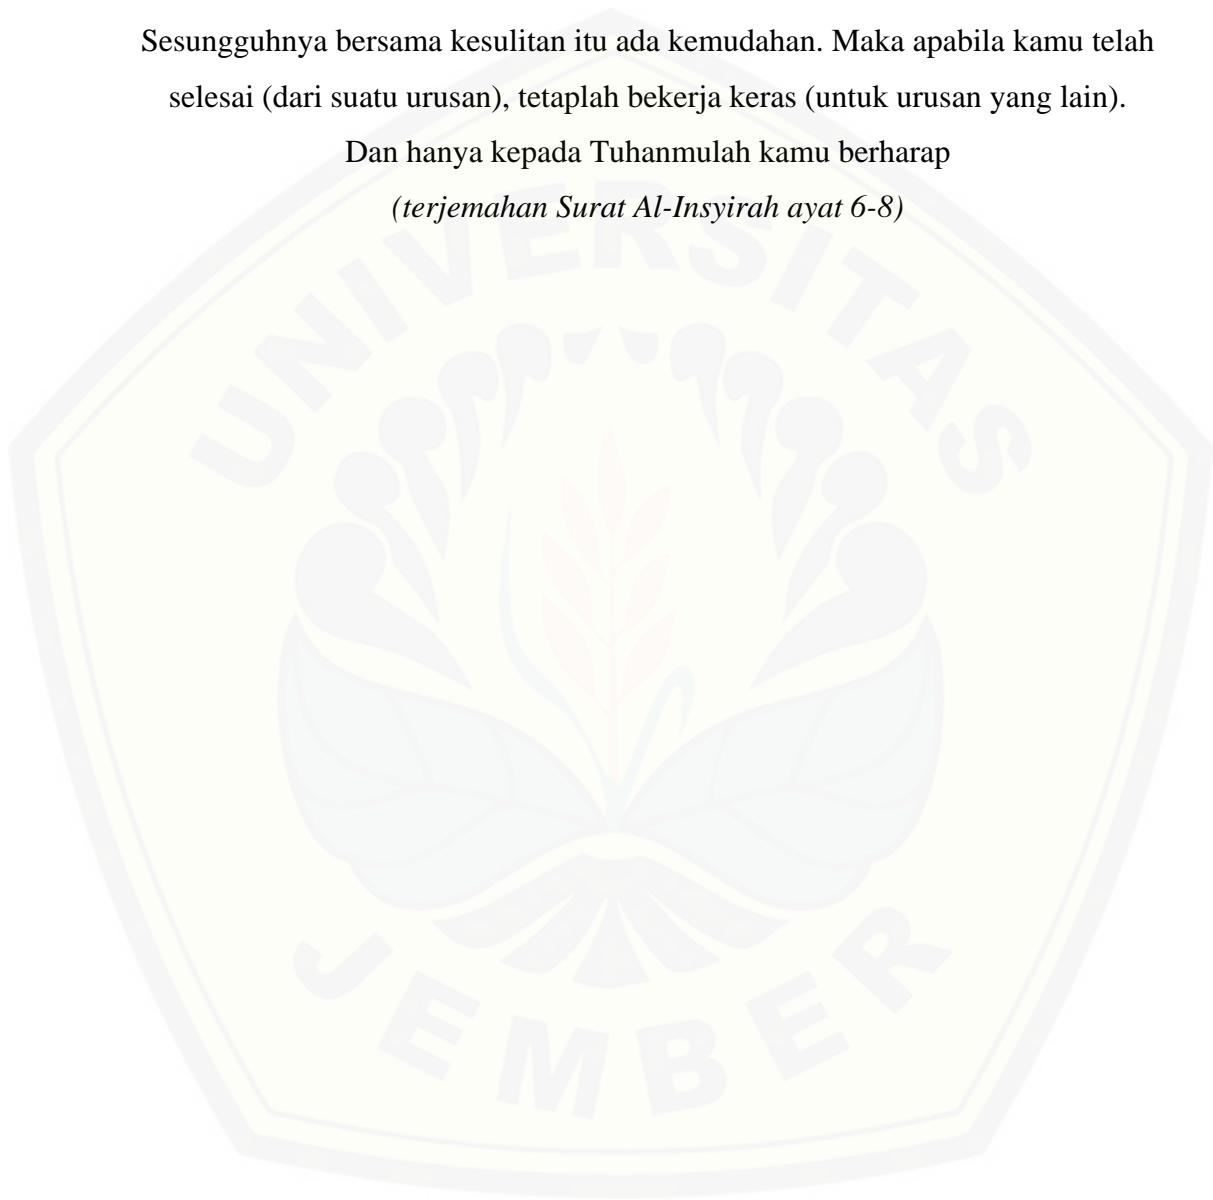 Sesungguhnya bersama kesulitan itu ada kemudahan. Maka apabila kamu telah
selesai (dari suatu urusan), tetaplah bekerja keras (untuk urusan yang lain).
Dan hanya kepada Tuhanmulah kamu berharap
(terjemahan Surat Al-Insyirah ayat 6-8)
UNIVERSITAS
JEMBER